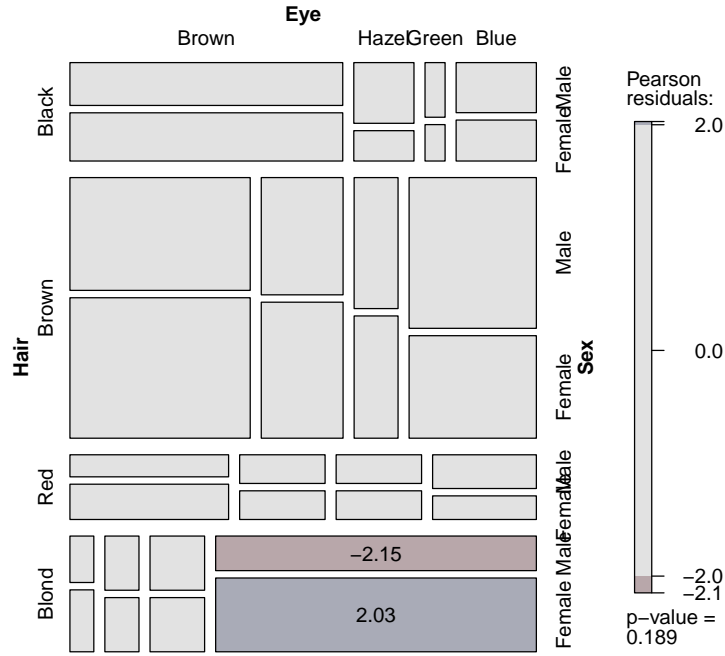 Eye
Brown Hazel Green Blue
Hair
Black
Brown
Red
Blond
Male
Female
Male
Female
Male
Female
Male
Female
Sex
−2.15
2.03
Pearson
residuals:
2.0
0.0
−2.0
−2.1
p−value =
0.189